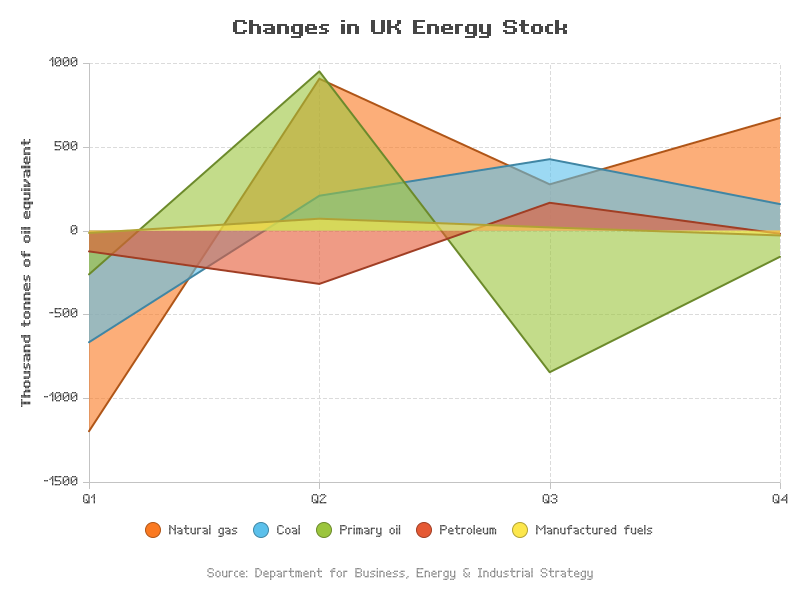 Changes in UK Energy Stock
Thousand tonnes of oil equivalent
1000
500
0
-500
-1000
-1500
Q1 Q2 Q3 Q4
Natural gas Coal Primary oil Petroleum Manufactured fuels
Source: Department for Business, Energy & Industrial Strategy